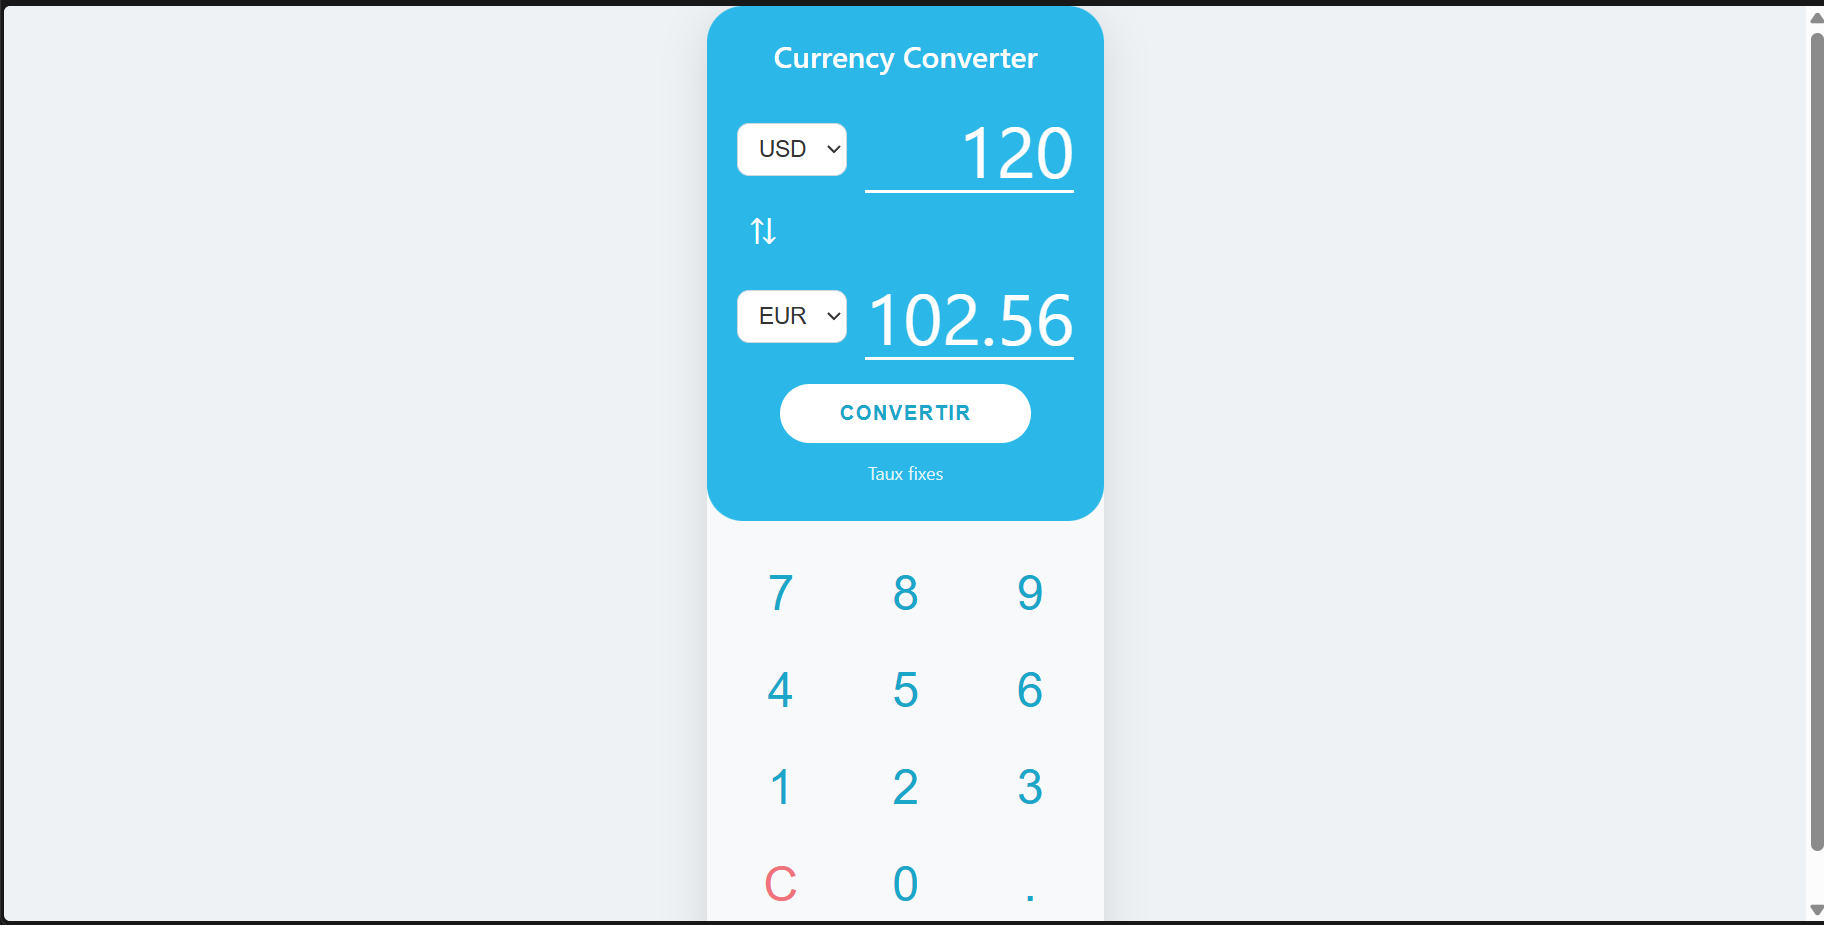 Currency Converter
USD 120
⇅
EUR 102.56
CONVERTIR
Taux fixes
7 8 9
4 5 6
1 2 3
C 0 .